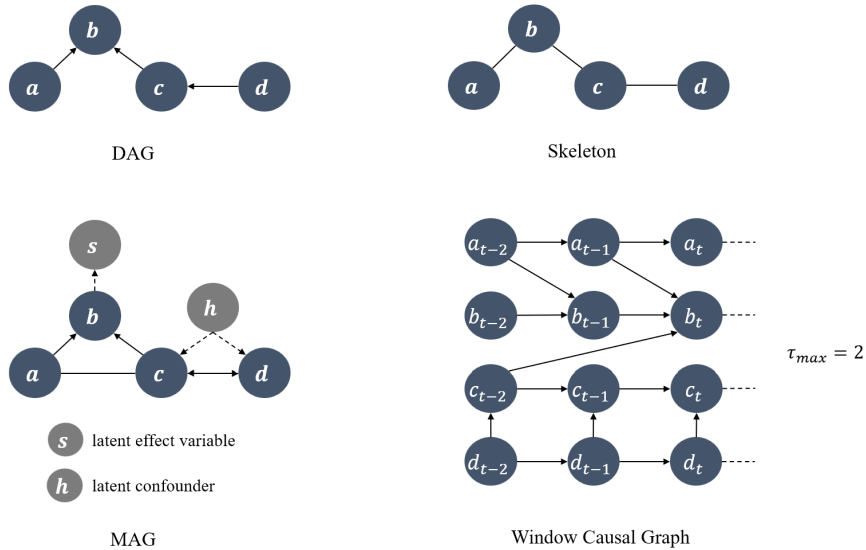 b
a
c
d
DAG
b
a
c
d
Skeleton
s
b
h
a
c
d
s latent effect variable
h latent confounder
MAG
a_{t-2} a_{t-1} a_t
b_{t-2} b_{t-1} b_t
τ_{max} = 2
c_{t-2} c_{t-1} c_t
d_{t-2} d_{t-1} d_t
Window Causal Graph